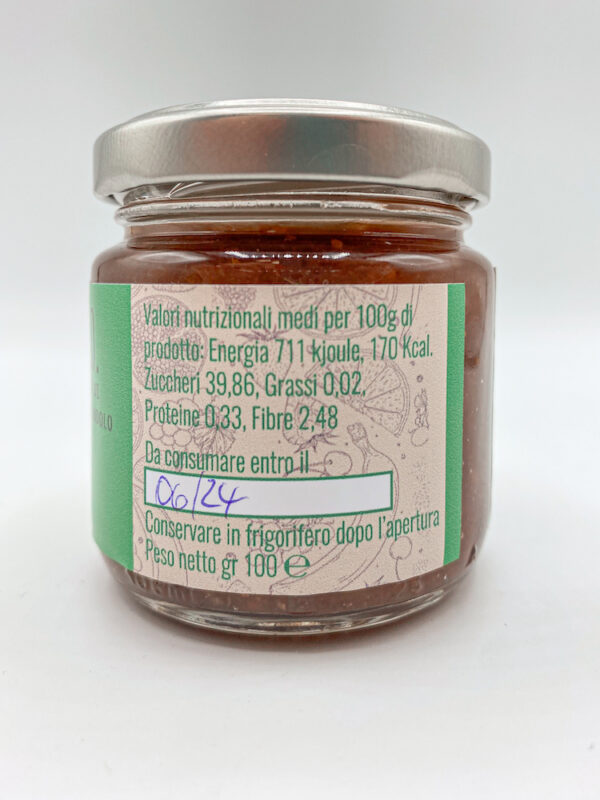 Valori nutrizionali medi per 100g di
prodotto: Energia 711 kjoule, 170 Kcal.
Zuccheri 39,86, Grassi 0,02,
Proteine 0,33, Fibre 2,48
Da consumare entro il
06/24
Conservare in frigorifero dopo l'apertura
Peso netto gr 100 ℮